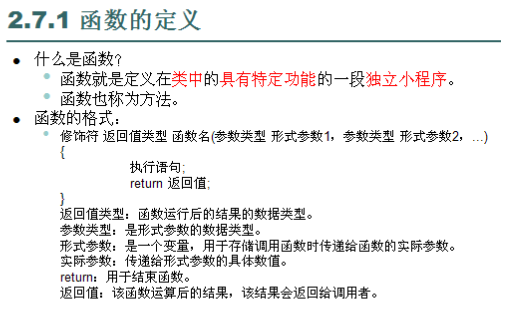 2.7.1 函数的定义
什么是函数?
函数就是定义在类中的具有特定功能的一段独立小程序。
函数也称为方法。
函数的格式：
修饰符 返回值类型 函数名(参数类型 形式参数1，参数类型 形式参数2，...)
{
执行语句;
return 返回值;
}
返回值类型：函数运行后的结果的数据类型。
参数类型：是形式参数的数据类型。
形式参数：是一个变量，用于存储调用函数时传递给函数的实际参数。
实际参数：传递给形式参数的具体数值。
return：用于结束函数。
返回值：该函数运算后的结果，该结果会返回给调用者。